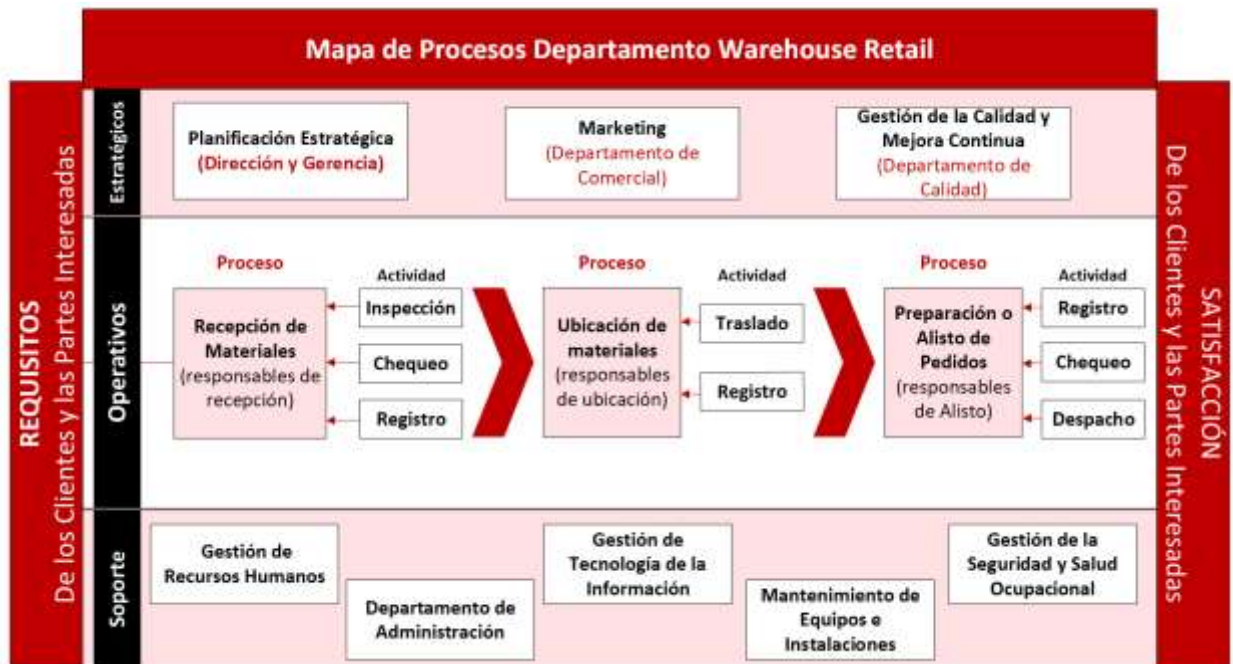 Mapa de Procesos Departamento Warehouse Retail
REQUISITOS
De los Clientes y las Partes Interesadas
Estratégicos
Planificación Estratégica
(Dirección y Gerencia)
Marketing
(Departamento de
Comercial)
Gestión de la Calidad y
Mejora Continua
(Departamento de
Calidad)
Operativos
Proceso
Actividad
Recepción de
Materiales
(responsables de
recepción)
Inspección
Chequeo
Registro
Proceso
Actividad
Ubicación de
materiales
(responsables
de ubicación)
Traslado
Registro
Proceso
Actividad
Preparación o
Alisto de
Pedidos
(responsables
de Alisto)
Registro
Chequeo
Despacho
Soporte
Gestión de
Recursos Humanos
Departamento de
Administración
Gestión de
Tecnología de la
Información
Mantenimiento de
Equipos e
Instalaciones
Gestión de la
Seguridad y Salud
Ocupacional
SATISFACCIÓN
De los Clientes y las Partes Interesadas